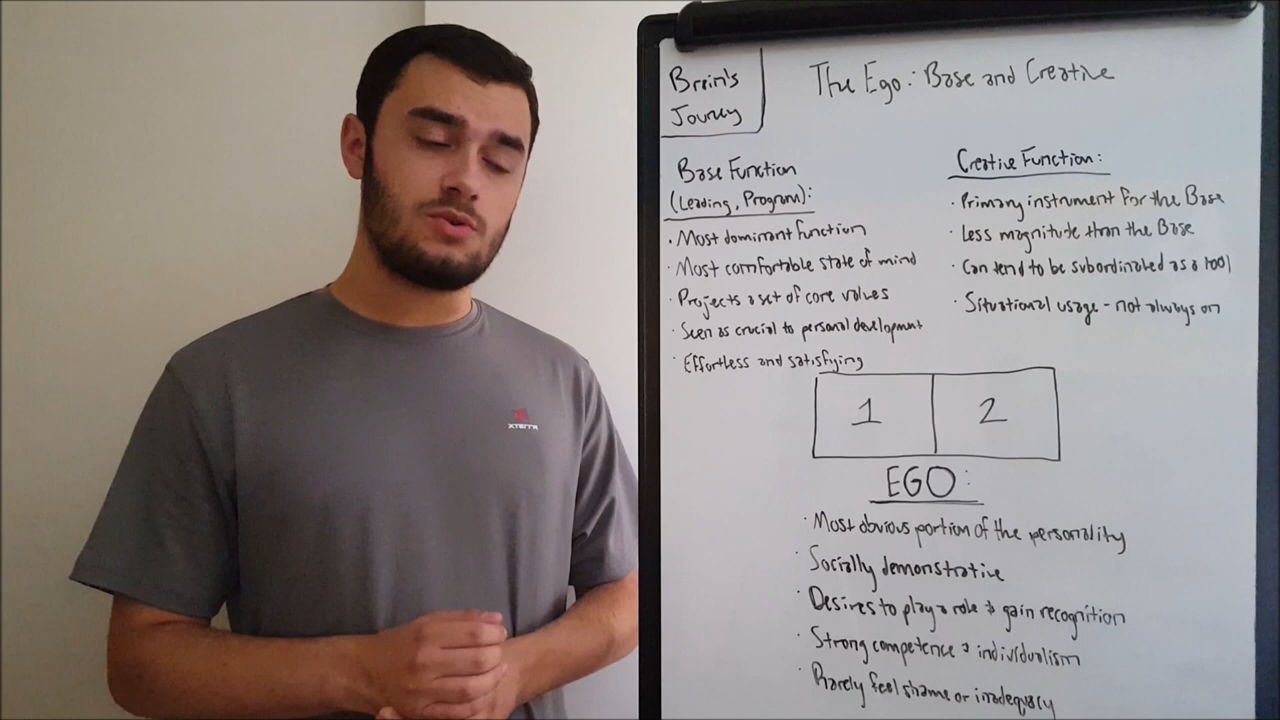 Brain's
Journey
The Ego: Base and Creative
Base Function
(Leading, Program):
· Most dominant function
· Most comfortable state of mind
· Projects a set of core values
· Seen as crucial to personal development
· Effortless and satisfying
Creative Function:
· Primary instrument for the Base
· Less magnitude than the Base
· Can tend to be subordinated as a tool
· Situational usage - not always on
1 2
EGO:
· Most obvious portion of the personality
· Socially demonstrative
· Desires to play a role & gain recognition
· Strong competence & individualism
· Rarely feel shame or inadequacy
XTERRA